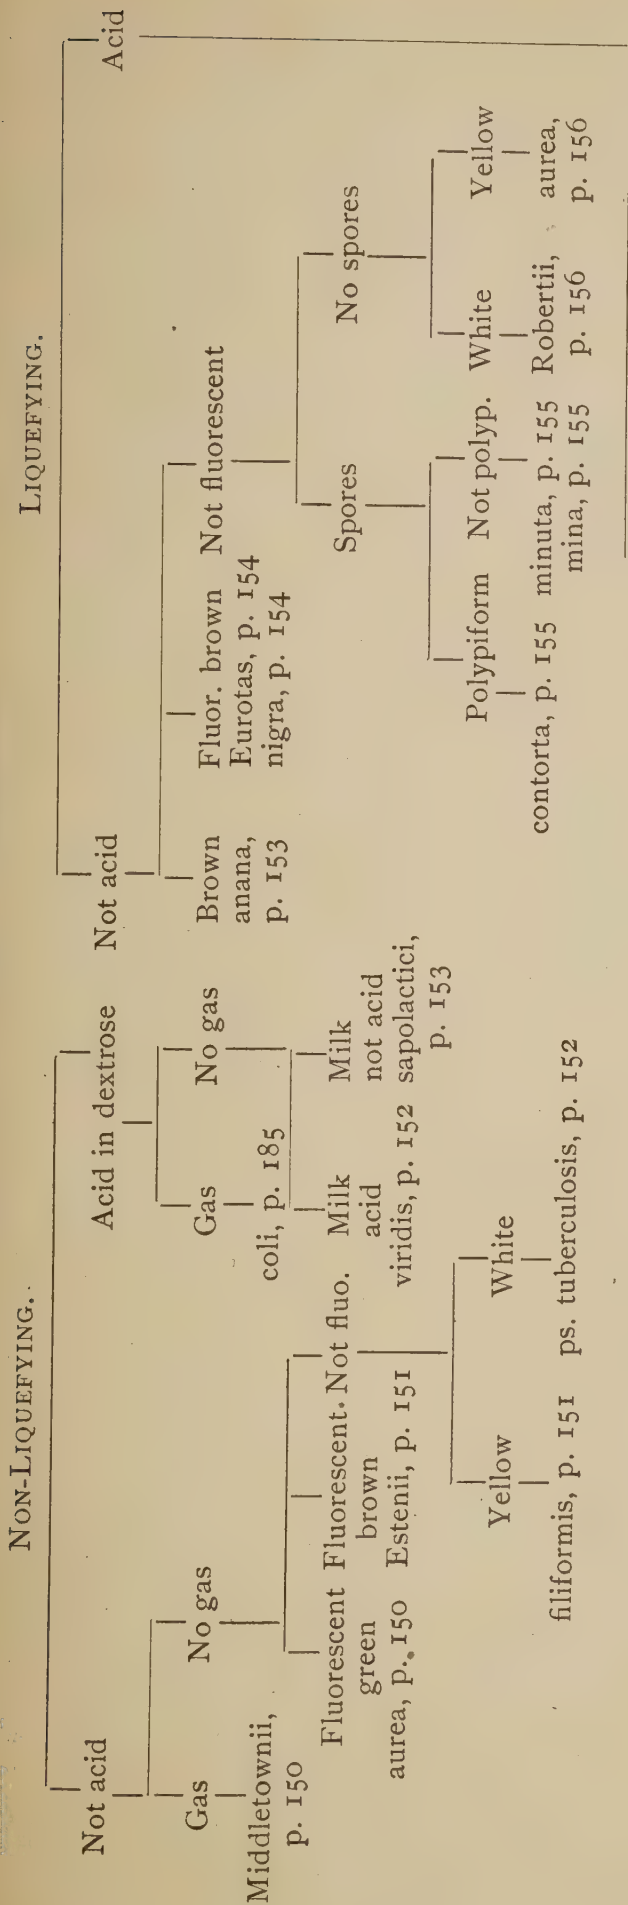 NON-LIQUEFYING.
Not acid
Acid in dextrose
Gas
No gas
Gas
No gas
Middletownii,
p. 150
coli, p. 185
Fluorescent
green
aurea, p. 150
Fluorescent.
brown
Estenii, p. 151
Not fluo.
Milk
acid
viridis, p. 152
Milk
not acid
sapolactici,
p. 153
Yellow
White
filiformis, p. 151
ps. tuberculosis, p. 152
LIQUEFYING.
Not acid
Acid
Brown
anana,
p. 153
Fluor. brown
Eurotas, p. 154
nigra, p. 154
Not fluorescent
Spores
No spores
Polypiform
Not polyp.
White
Yellow
contorta, p. 155
minuta, p. 155
mina, p. 155
Robertii,
p. 156
aurea,
p. 156